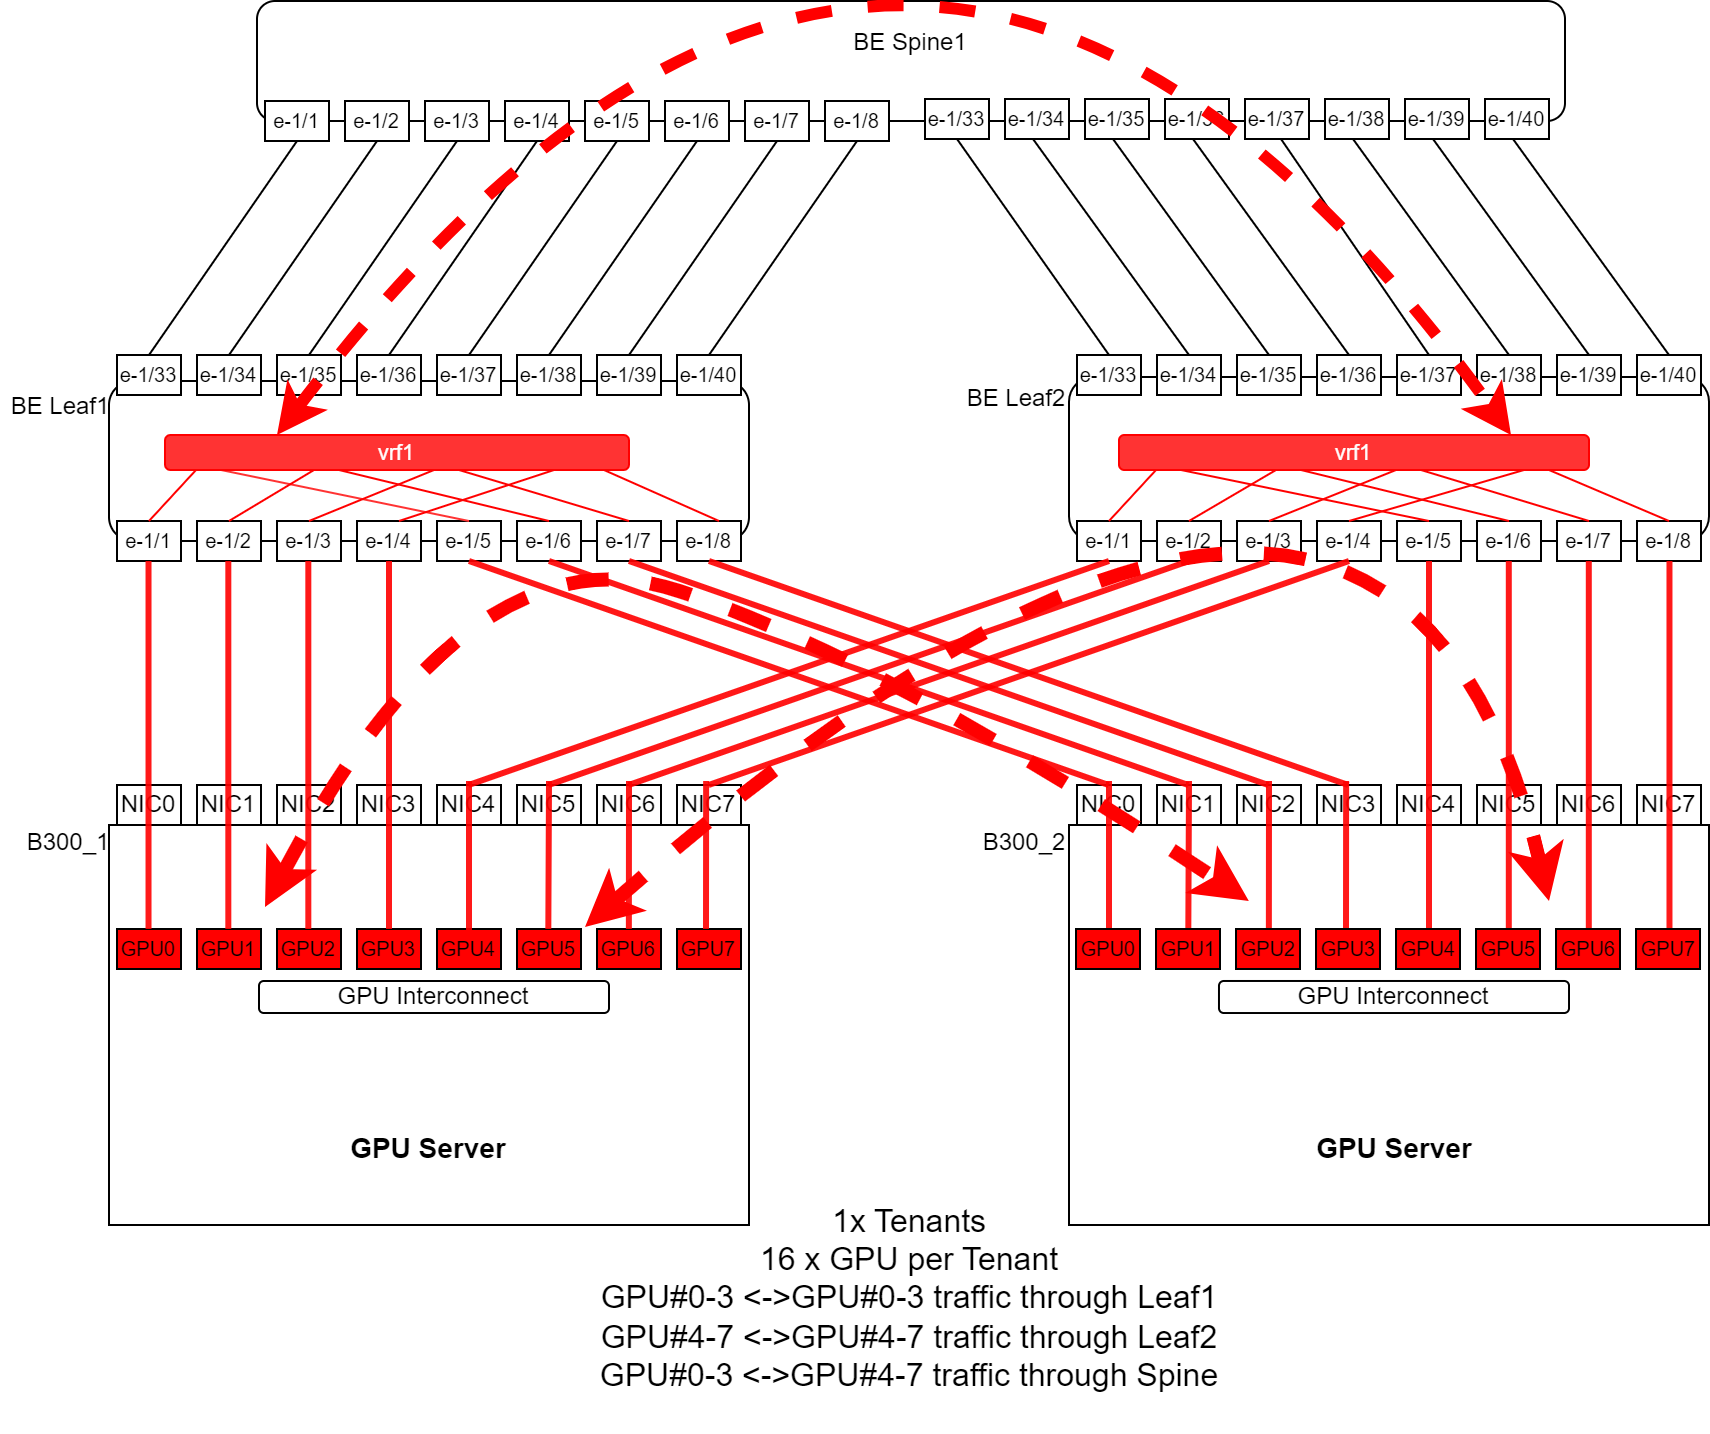 BE Spine1
e-1/1 e-1/2 e-1/3 e-1/4 e-1/5 e-1/6 e-1/7 e-1/8 e-1/33 e-1/34 e-1/35 e-1/36 e-1/37 e-1/38 e-1/39 e-1/40
e-1/33 e-1/34 e-1/35 e-1/36 e-1/37 e-1/38 e-1/39 e-1/40 e-1/33 e-1/34 e-1/35 e-1/36 e-1/37 e-1/38 e-1/39 e-1/40
BE Leaf1 BE Leaf2
vrf1 vrf1
e-1/1 e-1/2 e-1/3 e-1/4 e-1/5 e-1/6 e-1/7 e-1/8 e-1/1 e-1/2 e-1/3 e-1/4 e-1/5 e-1/6 e-1/7 e-1/8
NIC0 NIC1 NIC2 NIC3 NIC4 NIC5 NIC6 NIC7 NIC0 NIC1 NIC2 NIC3 NIC4 NIC5 NIC6 NIC7
B300_1 B300_2
GPU0 GPU1 GPU2 GPU3 GPU4 GPU5 GPU6 GPU7 GPU0 GPU1 GPU2 GPU3 GPU4 GPU5 GPU6 GPU7
GPU Interconnect GPU Interconnect
GPU Server GPU Server
1x Tenants
16 x GPU per Tenant
GPU#0-3 <->GPU#0-3 traffic through Leaf1
GPU#4-7 <->GPU#4-7 traffic through Leaf2
GPU#0-3 <->GPU#4-7 traffic through Spine